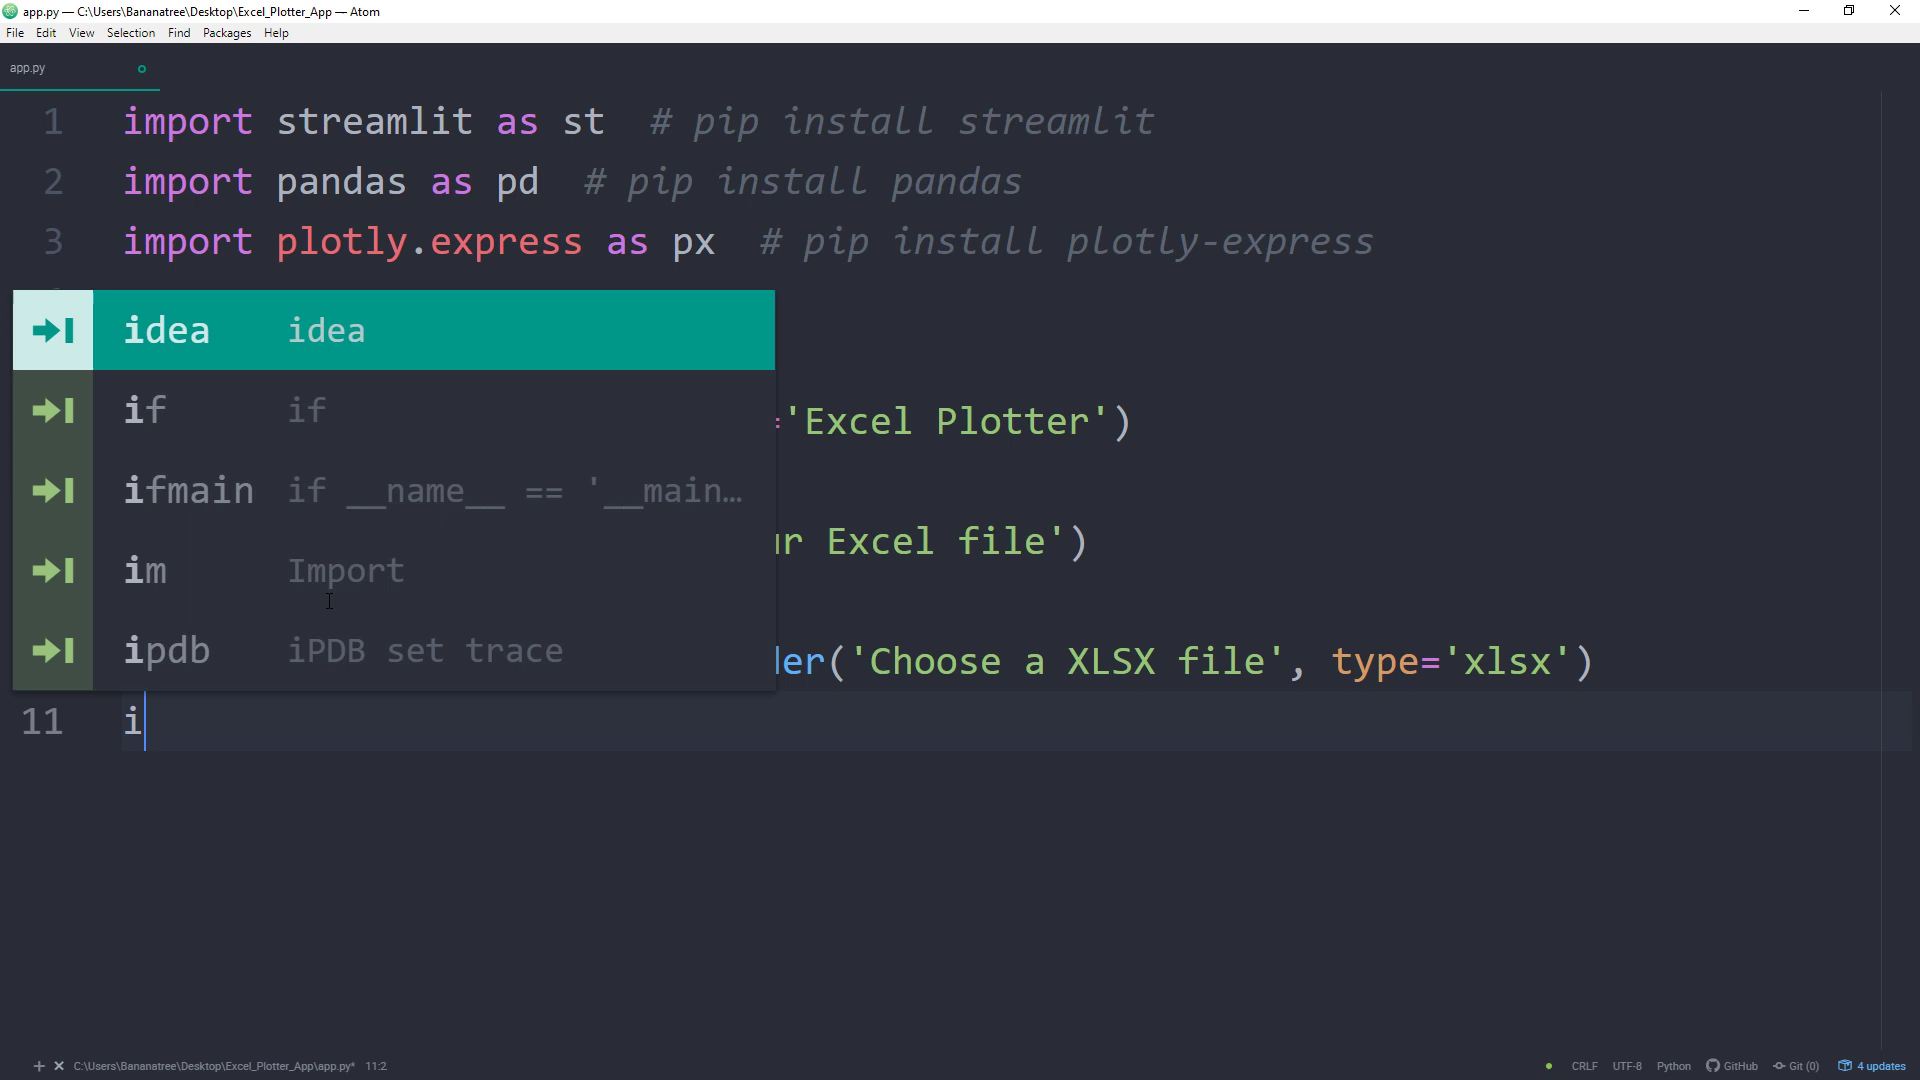 app.py — C:\Users\Bananatree\Desktop\Excel_Plotter_App — Atom
File Edit View Selection Find Packages Help
app.py
1 import streamlit as st # pip install streamlit
2 import pandas as pd # pip install pandas
3 import plotly.express as px # pip install plotly-express
idea idea
if if
='Excel Plotter')
ifmain if __name__ == '__main…
ur Excel file')
im Import
ipdb iPDB set trace
der('Choose a XLSX file', type='xlsx')
11 i
C:\Users\Bananatree\Desktop\Excel_Plotter_App\app.py* 11:2 CRLF UTF-8 Python GitHub Git (0) 4 updates